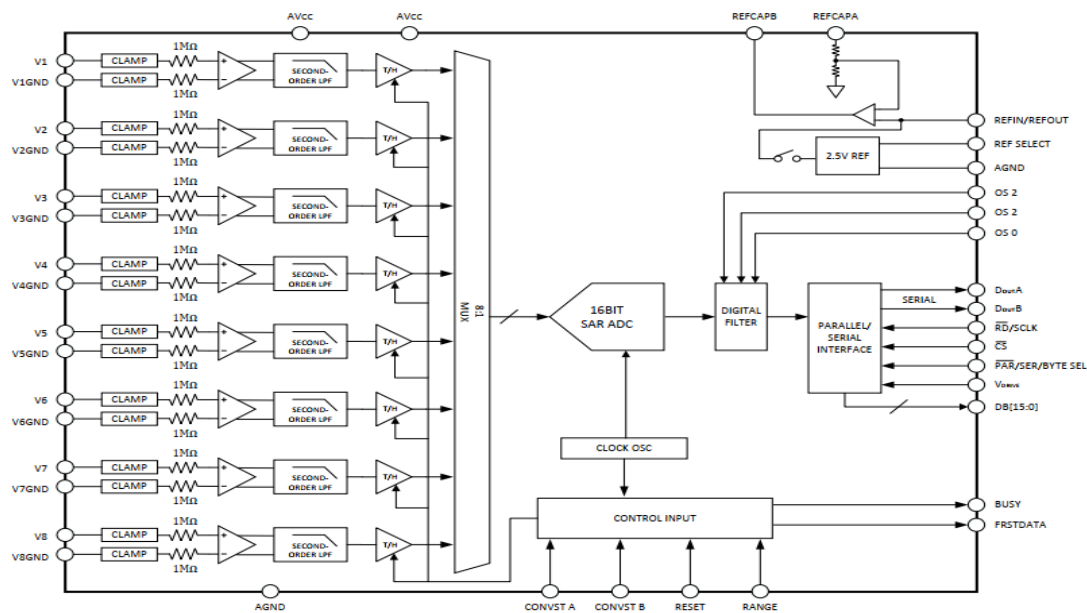 AVcc
AVcc
REFCAPB
REFCAPA
V1
CLAMP
1MΩ
+
V1GND
CLAMP
1MΩ
−
SECOND-
ORDER LPF
T/H
V2
CLAMP
1MΩ
+
V2GND
CLAMP
1MΩ
−
SECOND-
ORDER LPF
T/H
V3
CLAMP
1MΩ
+
V3GND
CLAMP
1MΩ
−
SECOND-
ORDER LPF
T/H
V4
CLAMP
1MΩ
+
V4GND
CLAMP
1MΩ
−
SECOND-
ORDER LPF
T/H
V5
CLAMP
1MΩ
+
V5GND
CLAMP
1MΩ
−
SECOND-
ORDER LPF
T/H
V6
CLAMP
1MΩ
+
V6GND
CLAMP
1MΩ
−
SECOND-
ORDER LPF
T/H
V7
CLAMP
1MΩ
+
V7GND
CLAMP
1MΩ
−
SECOND-
ORDER LPF
T/H
V8
CLAMP
1MΩ
+
V8GND
CLAMP
1MΩ
−
SECOND-
ORDER LPF
T/H
8:1
MUX
16BIT
SAR ADC
DIGITAL
FILTER
PARALLEL/
SERIAL
INTERFACE
SERIAL
2.5V REF
CLOCK OSC
CONTROL INPUT
REFIN/REFOUT
REF SELECT
AGND
OS 2
OS 2
OS 0
DoutA
DoutB
R̅D̅/SCLK
C̅S̅
P̅A̅R̅/SER/BYTE SEL
VDRIVE
DB[15:0]
BUSY
FRSTDATA
AGND
CONVST A
CONVST B
RESET
RANGE